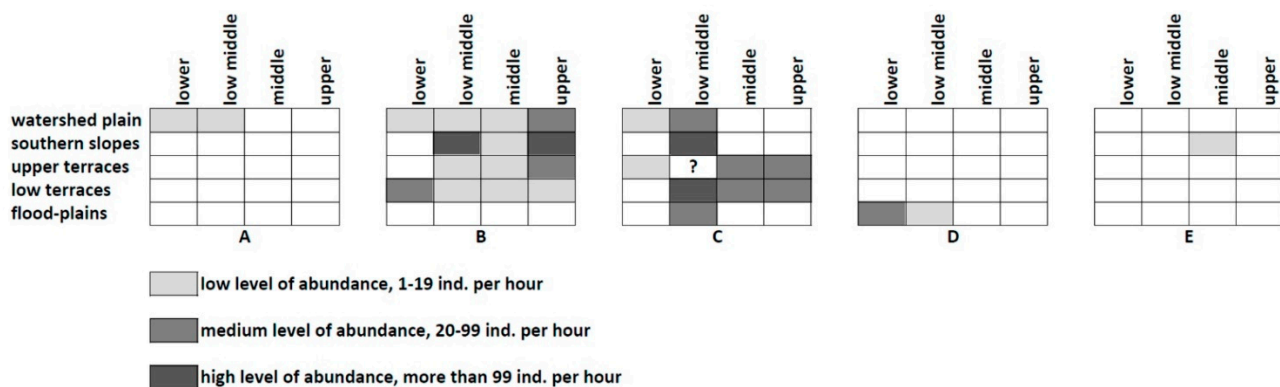 lower low middle middle upper lower low middle middle upper lower low middle middle upper lower low middle middle upper lower low middle middle upper
watershed plain
southern slopes
upper terraces ?
low terraces
flood-plains
A B C D E
low level of abundance, 1-19 ind. per hour
medium level of abundance, 20-99 ind. per hour
high level of abundance, more than 99 ind. per hour